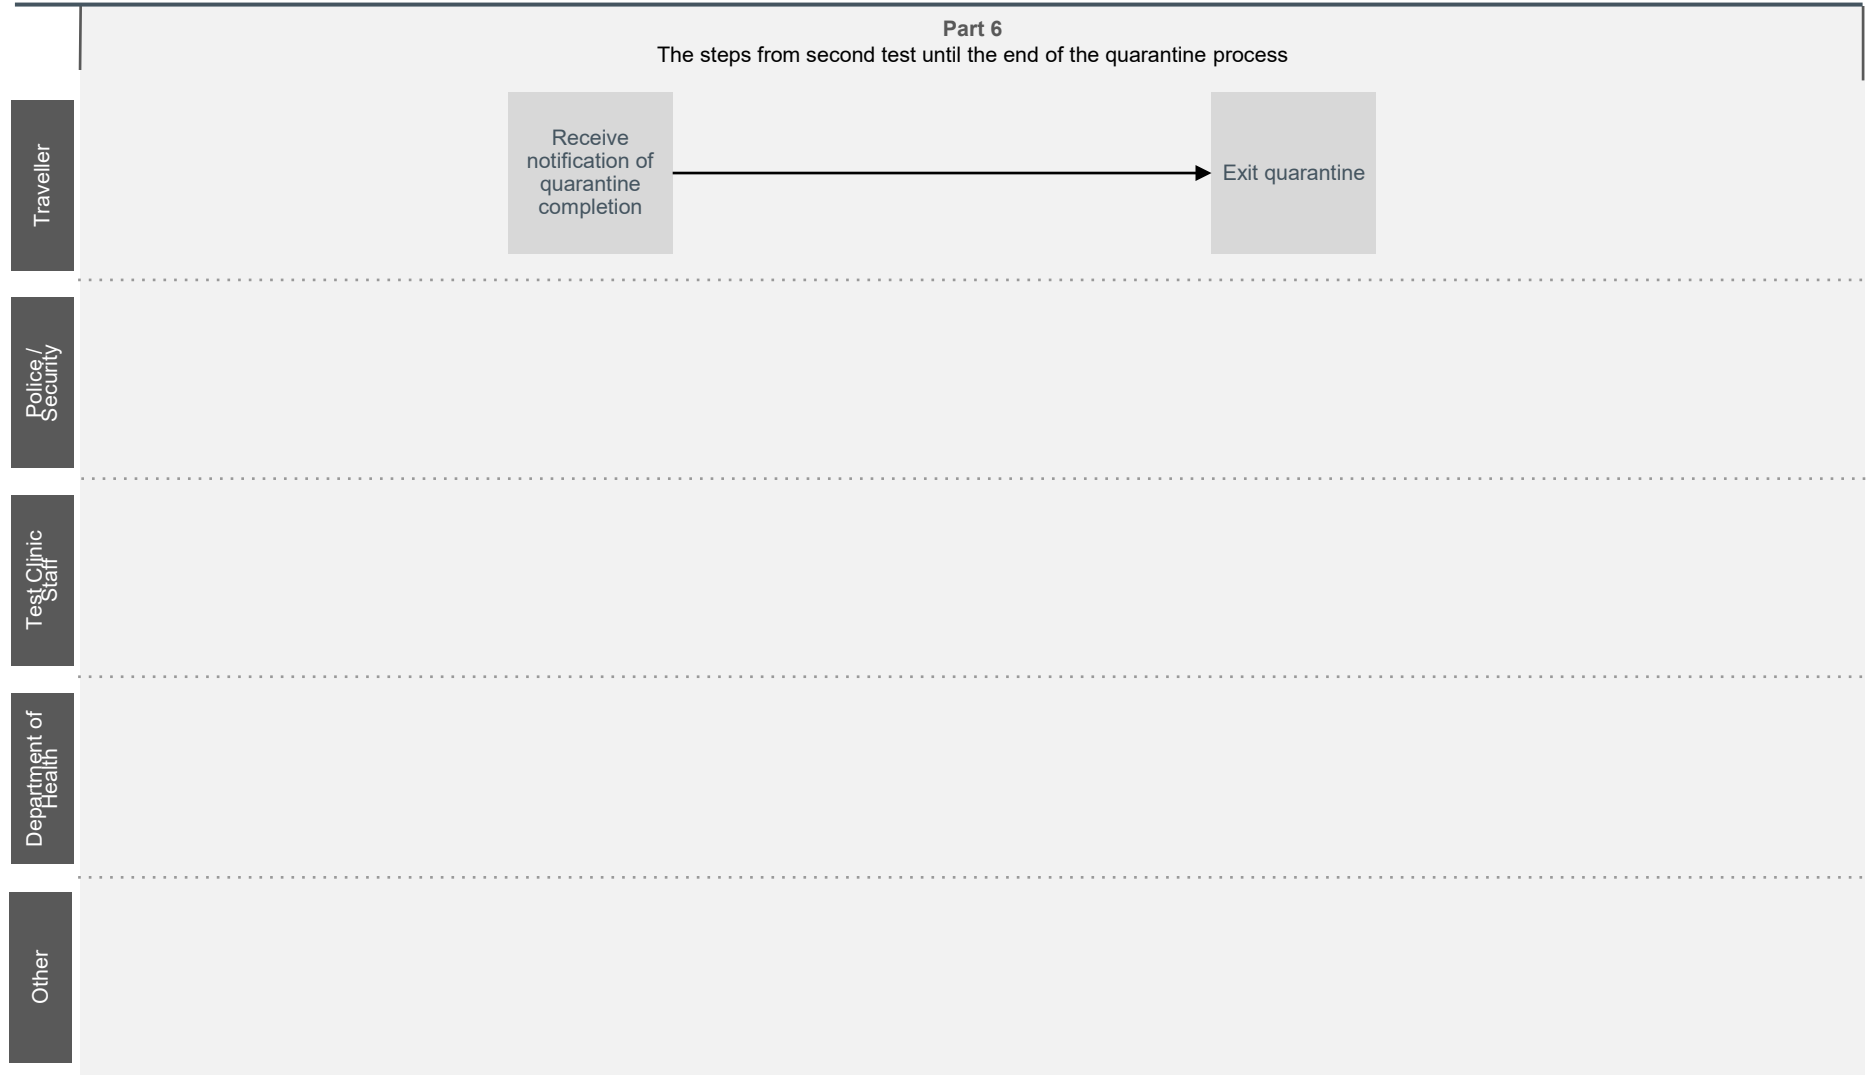 Part 6
The steps from second test until the end of the quarantine process
Traveller
Receive
notification of
quarantine
completion
Exit quarantine
Police /
Security
Test Clinic
Staff
Department of
Health
Other